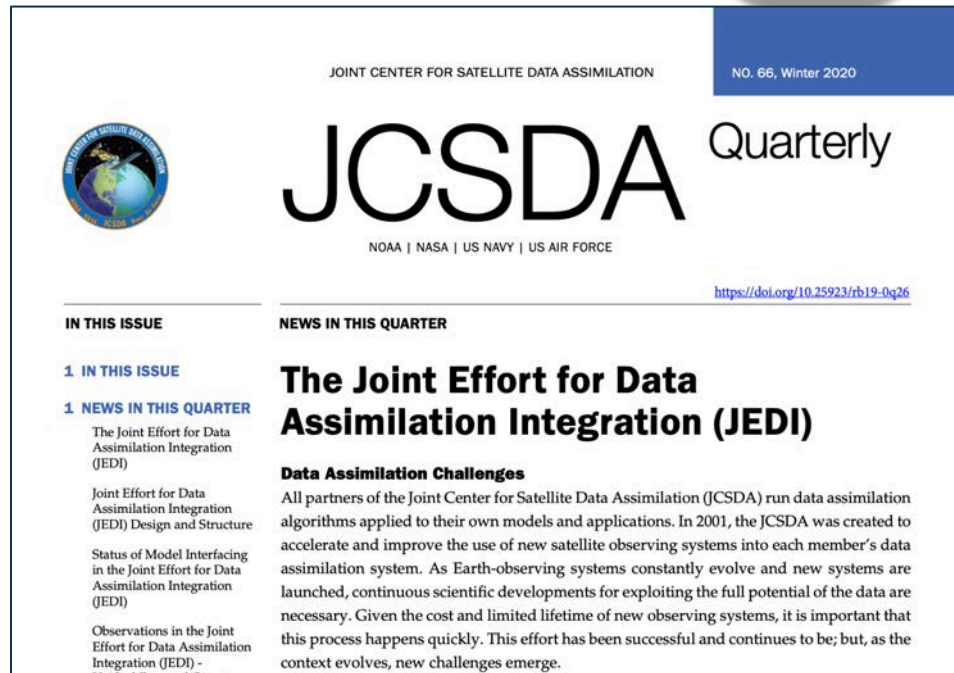 JOINT CENTER FOR SATELLITE DATA ASSIMILATION
NO. 66, Winter 2020
JOINT CENTER FOR SATELLITE DATA ASSIMILATION
JCSDA
Quarterly
NOAA | NASA | US NAVY | US AIR FORCE
https://doi.org/10.25923/rb19-0q26
IN THIS ISSUE
1 IN THIS ISSUE
1 NEWS IN THIS QUARTER
The Joint Effort for Data
Assimilation Integration
(JEDI)
Joint Effort for Data
Assimilation Integration
(JEDI) Design and Structure
Status of Model Interfacing
in the Joint Effort for Data
Assimilation Integration
(JEDI)
Observations in the Joint
Effort for Data Assimilation
Integration (JEDI) -
NEWS IN THIS QUARTER
The Joint Effort for Data
Assimilation Integration (JEDI)
Data Assimilation Challenges
All partners of the Joint Center for Satellite Data Assimilation (JCSDA) run data assimilation
algorithms applied to their own models and applications. In 2001, the JCSDA was created to
accelerate and improve the use of new satellite observing systems into each member's data
assimilation system. As Earth-observing systems constantly evolve and new systems are
launched, continuous scientific developments for exploiting the full potential of the data are
necessary. Given the cost and limited lifetime of new observing systems, it is important that
this process happens quickly. This effort has been successful and continues to be; but, as the
context evolves, new challenges emerge.